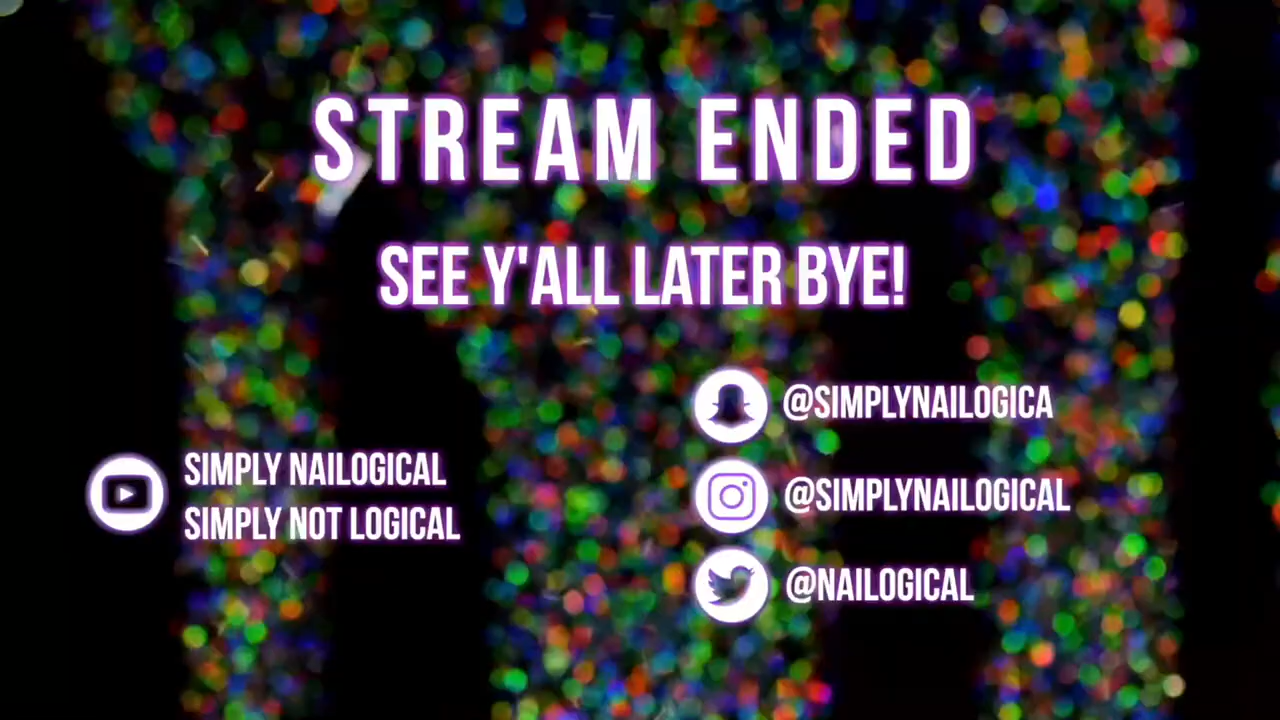 STREAM ENDED
SEE Y'ALL LATER BYE!
SIMPLY NAILOGICAL
SIMPLY NOT LOGICAL
@SIMPLYNAILOGICA
@SIMPLYNAILOGICAL
@NAILOGICAL